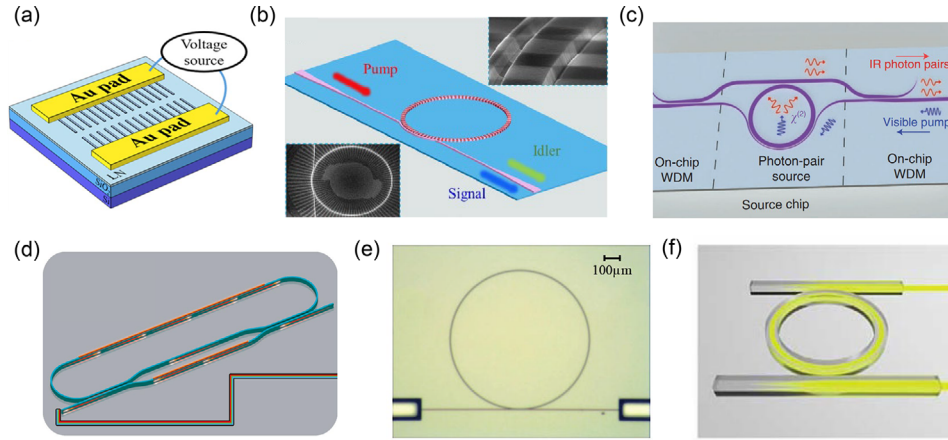 (a)
Voltage
source
Au pad
Au pad
LN
(b)
Pump
Idler
Signal
(c)
IR photon pairs
χ(2)
Visible pump
On-chip
WDM
Photon-pair
source
On-chip
WDM
Source chip
(d)
(e)
100μm
(f)